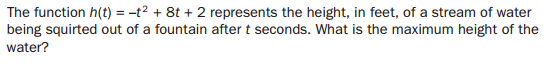 The function h(t) = –t² + 8t + 2 represents the height, in feet, of a stream of water
being squirted out of a fountain after t seconds. What is the maximum height of the
water?